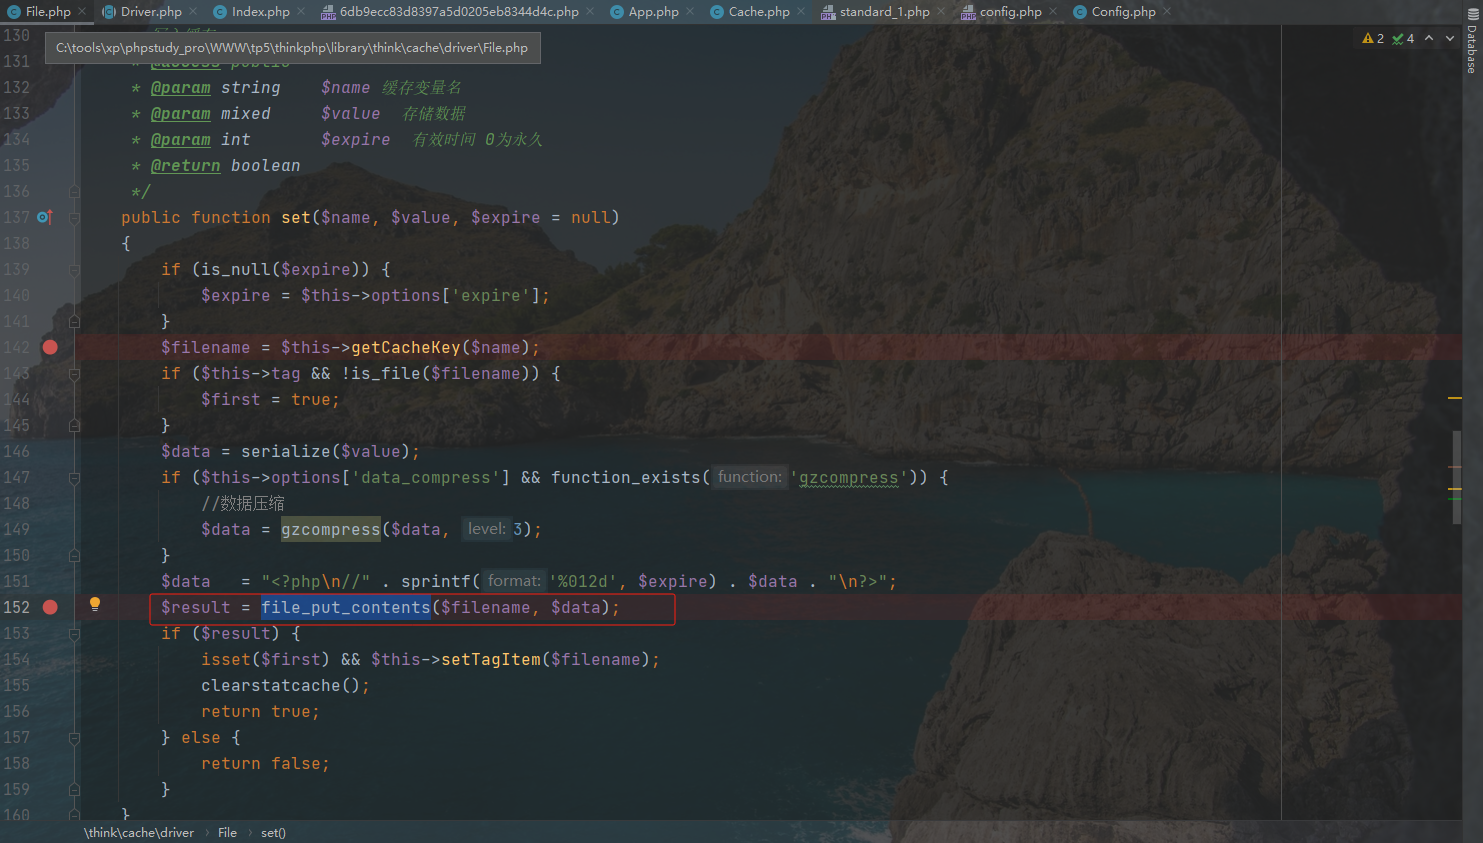 File.php Driver.php Index.php 6db9ecc83d8397a5d0205eb8344d4c.php App.php Cache.php standard_1.php config.php Config.php
Database
130
C:\tools\xp\phpstudy_pro\WWW\tp5\thinkphp\library\think\cache\driver\File.php
2 4
131 * @access public
132 * @param string $name 缓存变量名
133 * @param mixed $value 存储数据
134 * @param int $expire 有效时间 0为永久
135 * @return boolean
136 */
137 public function set($name, $value, $expire = null)
138 {
139 if (is_null($expire)) {
140 $expire = $this->options['expire'];
141 }
142 $filename = $this->getCacheKey($name);
143 if ($this->tag && !is_file($filename)) {
144 $first = true;
145 }
146 $data = serialize($value);
147 if ($this->options['data_compress'] && function_exists( function: 'gzcompress')) {
148 //数据压缩
149 $data = gzcompress($data, level: 3);
150 }
151 $data = "<?php\n//" . sprintf( format: '%012d', $expire) . $data . "\n?>";
152 $result = file_put_contents($filename, $data);
153 if ($result) {
154 isset($first) && $this->setTagItem($filename);
155 clearstatcache();
156 return true;
157 } else {
158 return false;
159 }
160 }
\think\cache\driver › File › set()